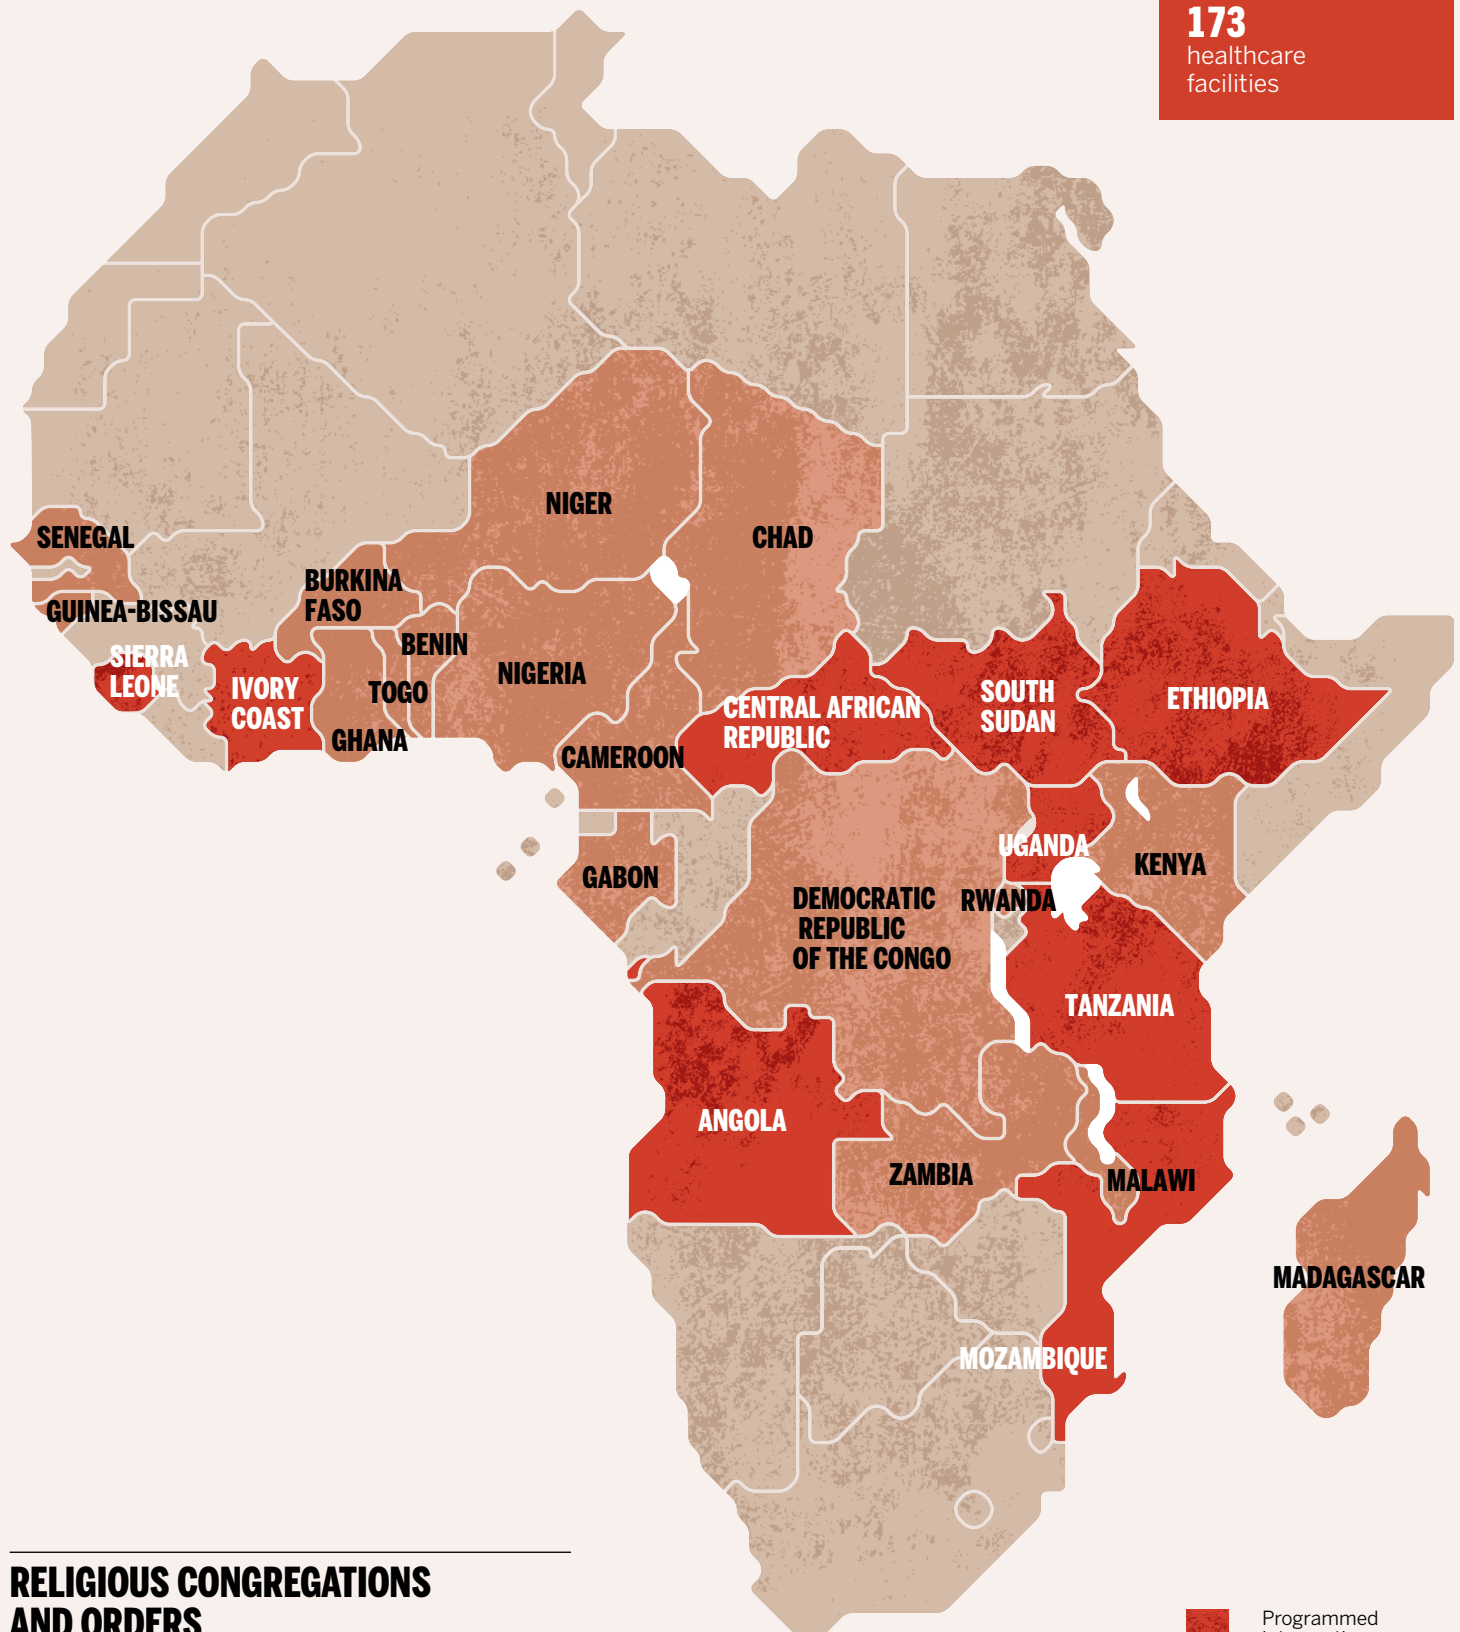 173
healthcare
facilities
NIGER
CHAD
SENEGAL
BURKINA
FASO
GUINEA-BISSAU
BENIN
SIERRA
LEONE
IVORY
COAST
TOGO
NIGERIA
GHANA
CENTRAL AFRICAN
REPUBLIC
SOUTH
SUDAN
ETHIOPIA
CAMEROON
UGANDA
KENYA
GABON
DEMOCRATIC
REPUBLIC
OF THE CONGO
RWANDA
TANZANIA
ANGOLA
ZAMBIA
MALAWI
MADAGASCAR
MOZAMBIQUE
RELIGIOUS CONGREGATIONS
AND ORDERS
Programmed